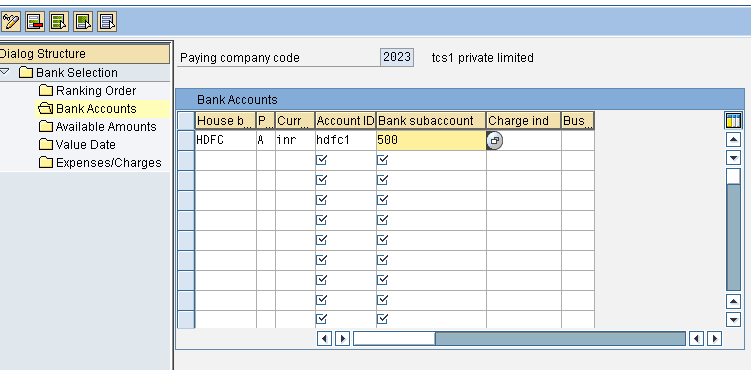 Dialog Structure
Bank Selection
Ranking Order
Bank Accounts
Available Amounts
Value Date
Expenses/Charges
Paying company code 2023 tcs1 private limited
Bank Accounts
House b... P... Curr... Account ID Bank subaccount Charge ind Bus...
HDFC A inr hdfc1 500